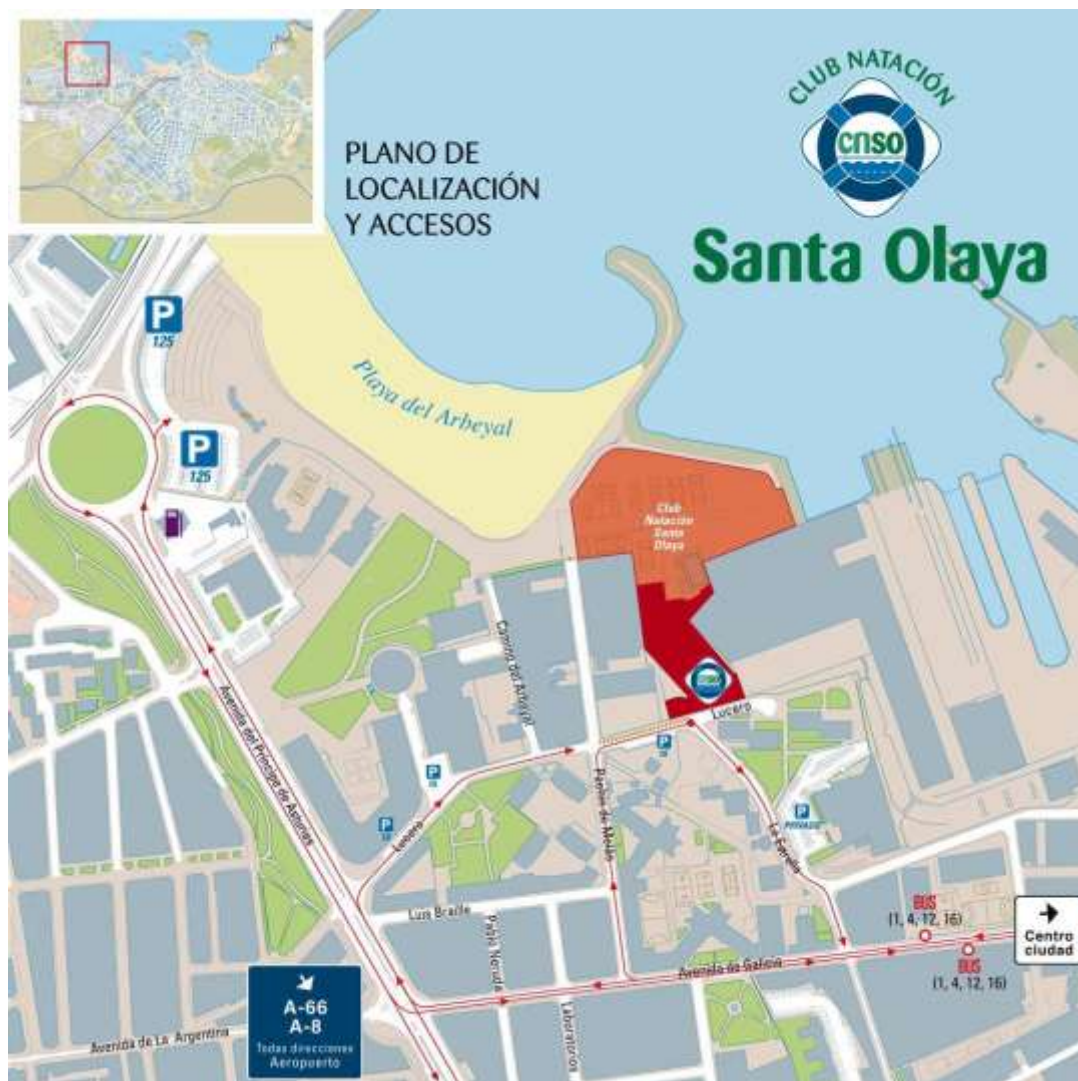 PLANO DE
LOCALIZACIÓN
Y ACCESOS
CLUB NATACIÓN
cnso
Santa Olaya
P
125
P
125
Playa del Arbeyal
Club
Natación
Santa
Olaya
Camino del Arbeyal
Avenida del Príncipe de Asturias
Lucero
P
P
Lucero
P
P
PRIVADO
La Estrella
Luis Braille
Pablo Neruda
Laboratorios
Avenida de Galicia
BUS
(1, 4, 12, 16)
BUS
(1, 4, 12, 16)
Centro
ciudad
A-66
A-8
Todas direcciones
Aeropuerto
Avenida de La Argentina